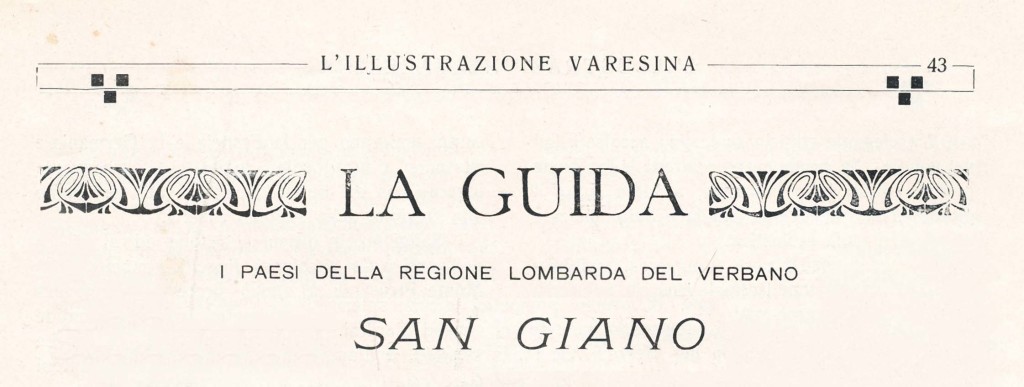 L'ILLUSTRAZIONE VARESINA 43
LA GUIDA
I PAESI DELLA REGIONE LOMBARDA DEL VERBANO
SAN GIANO